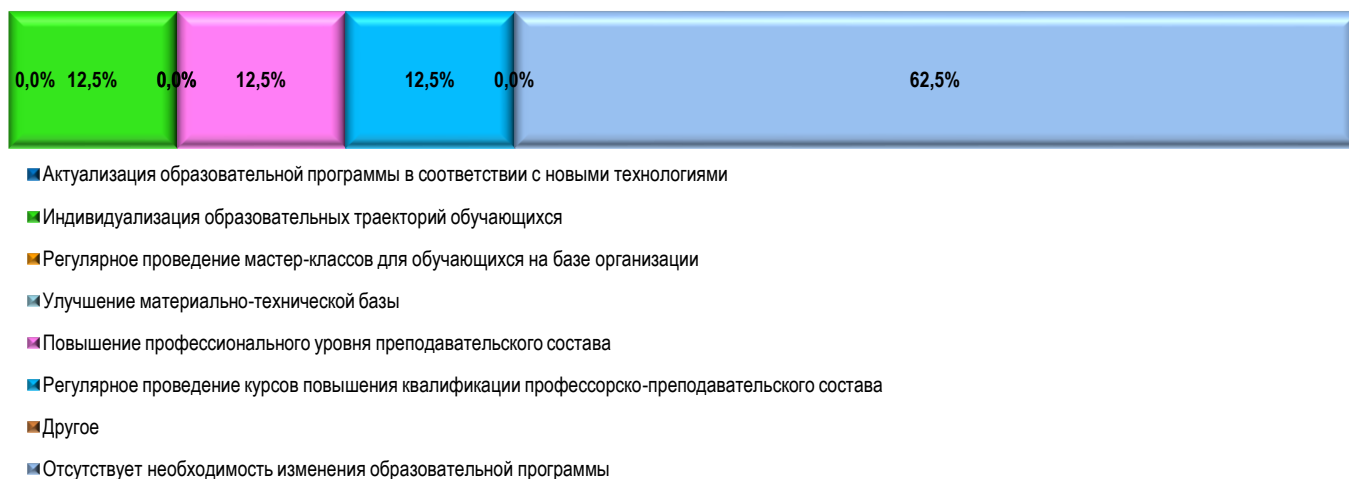 0,0% 12,5% 0,0% 12,5% 12,5% 0,0% 62,5%
Актуализация образовательной программы в соответствии с новыми технологиями
Индивидуализация образовательных траекторий обучающихся
Регулярное проведение мастер-классов для обучающихся на базе организации
Улучшение материально-технической базы
Повышение профессионального уровня преподавательского состава
Регулярное проведение курсов повышения квалификации профессорско-преподавательского состава
Другое
Отсутствует необходимость изменения образовательной программы